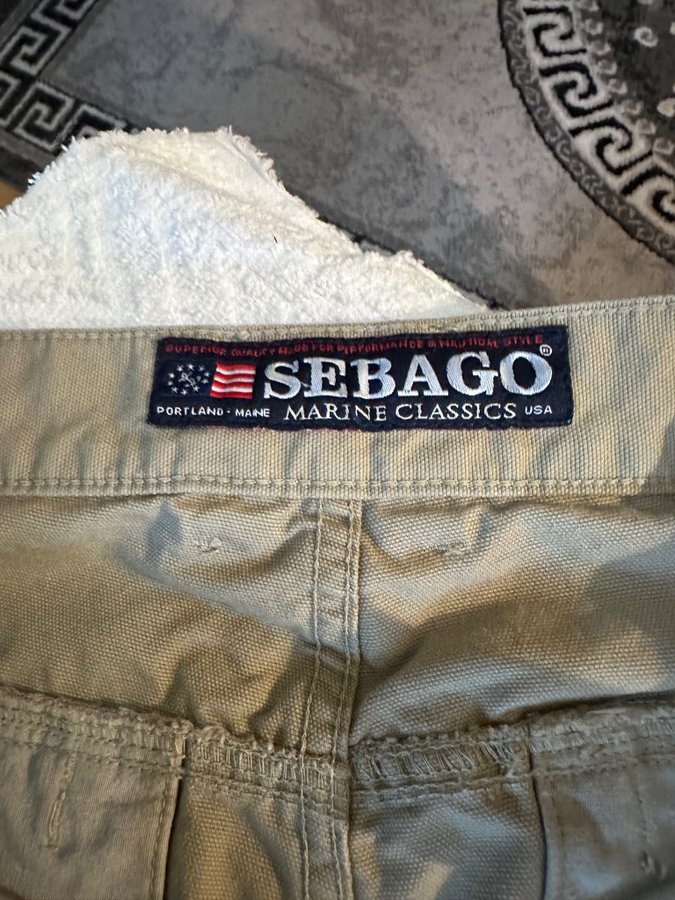 SUPERIOR QUALITY MADE FOR PERFORMANCE & NAUTICAL STYLE
SEBAGO®
PORTLAND - MAINE MARINE CLASSICS USA